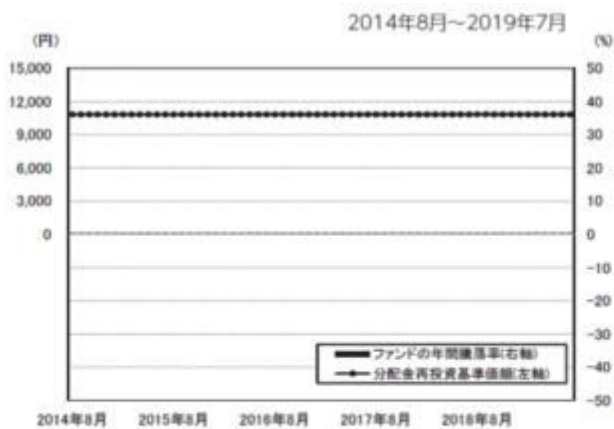 2014年8月～2019年7月
(円)
(%)
15,000
50
12,000
40
9,000
30
6,000
20
3,000
10
0
0
-10
-20
-30
-40
-50
ファンドの年間騰落率(右軸)
分配金再投資基準価額(左軸)
2014年8月
2015年8月
2016年8月
2017年8月
2018年8月